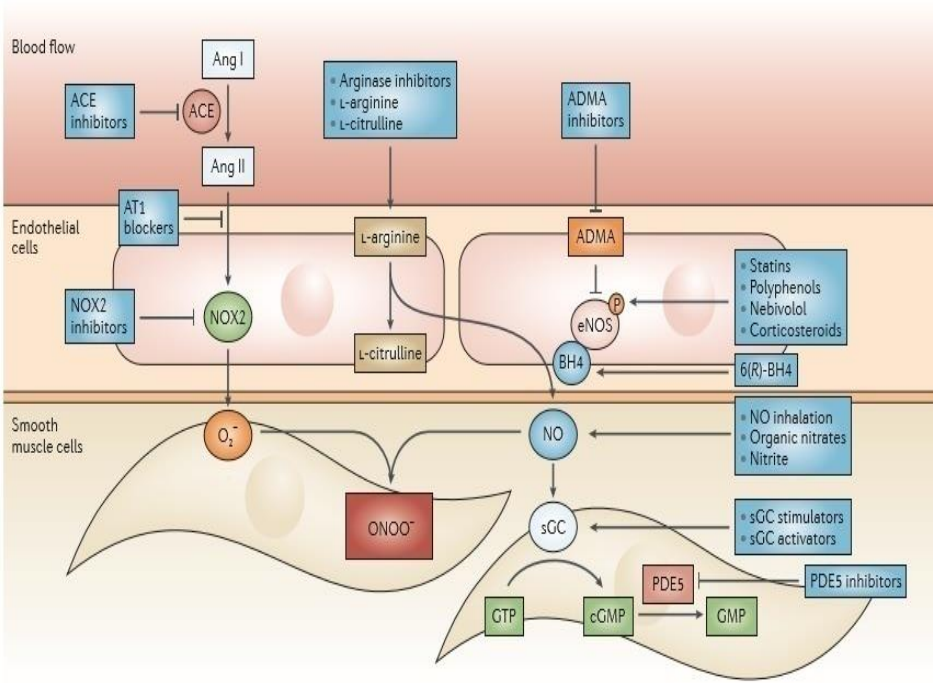 Blood flow
Ang I
ACE
inhibitors
ACE
Ang II
• Arginase inhibitors
• L-arginine
• L-citrulline
ADMA
inhibitors
Endothelial
cells
AT1
blockers
L-arginine
ADMA
NOX2
inhibitors
NOX2
L-citrulline
P
eNOS
BH4
• Statins
• Polyphenols
• Nebivolol
• Corticosteroids
6(R)-BH4
Smooth
muscle cells
O₂⁻
NO
• NO inhalation
• Organic nitrates
• Nitrite
ONOO⁻
sGC
• sGC stimulators
• sGC activators
PDE5
PDE5 inhibitors
GTP
cGMP
GMP